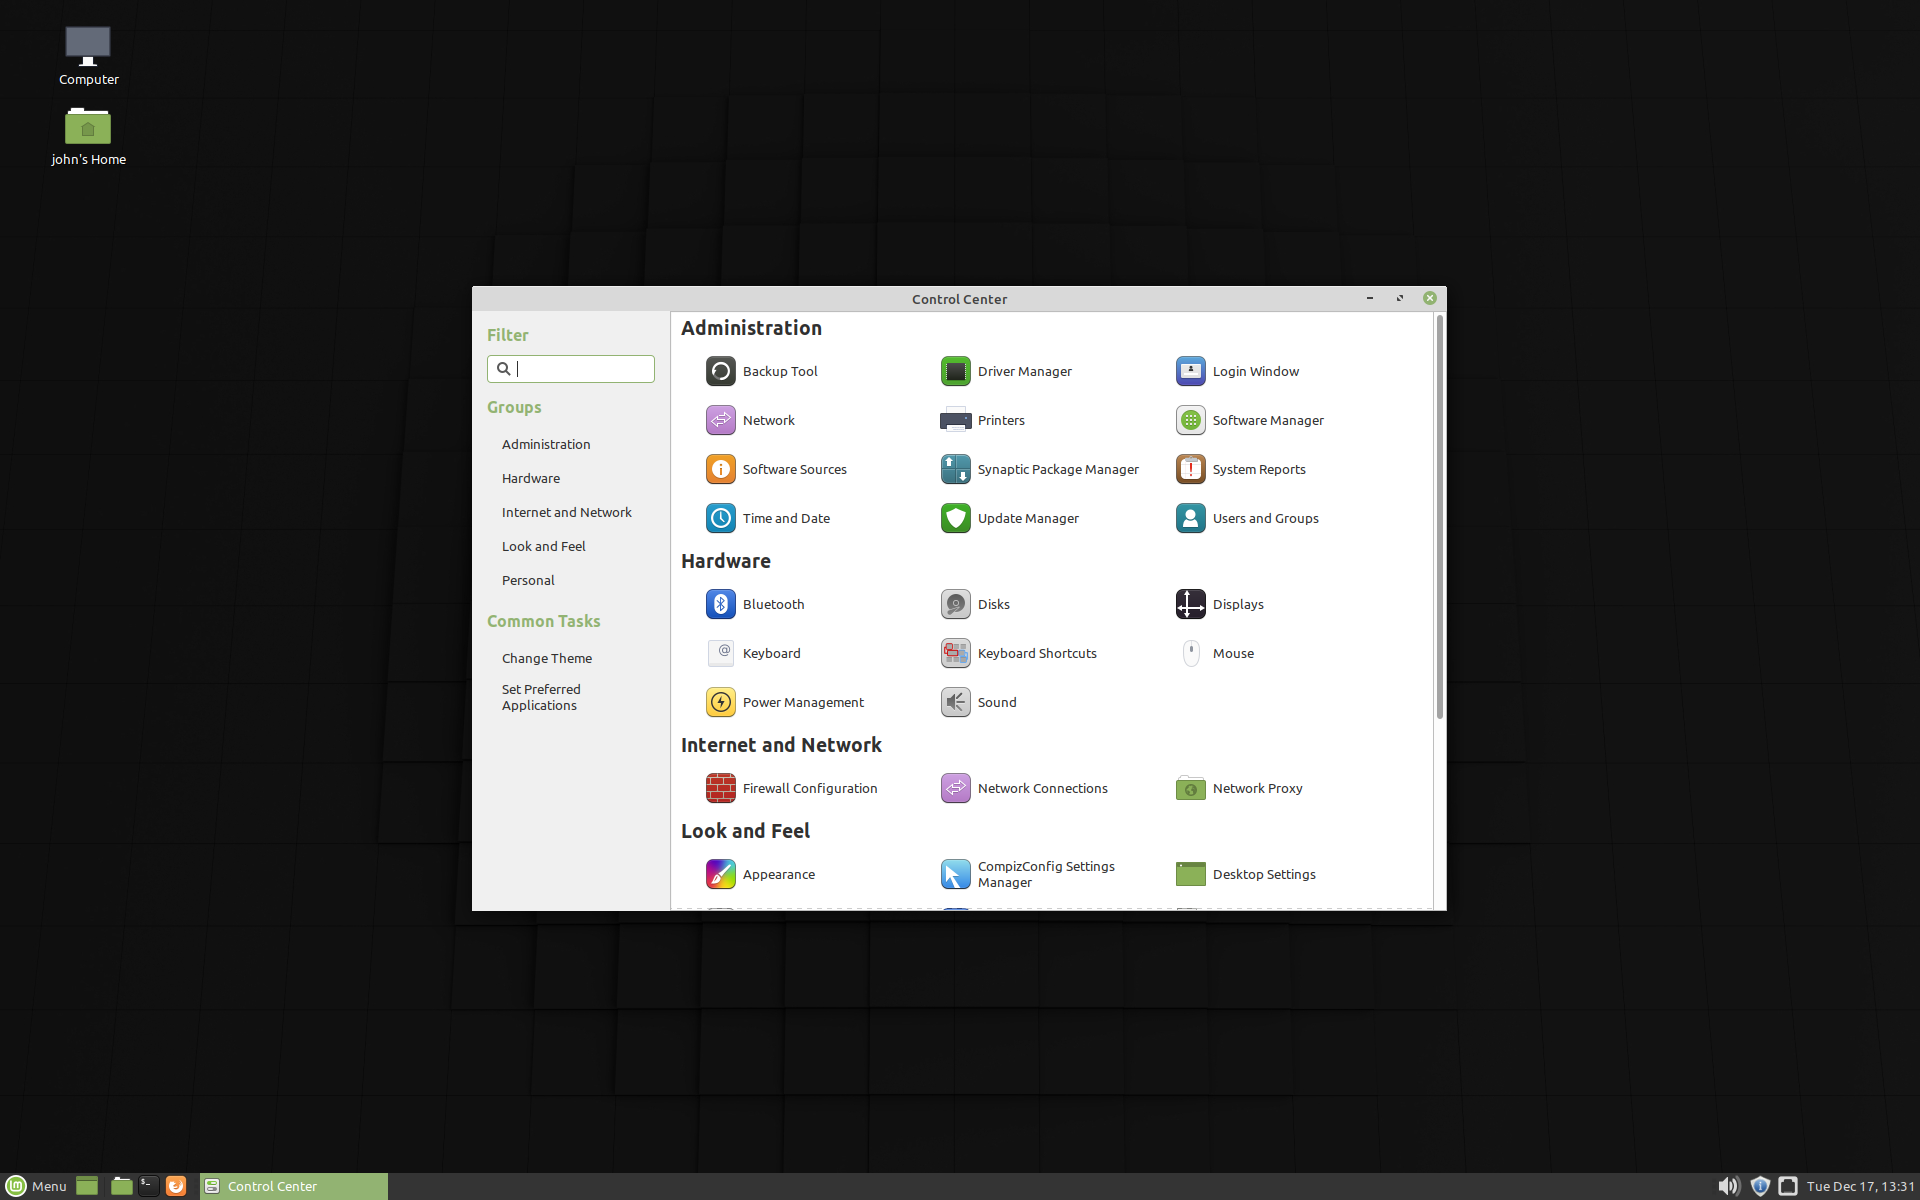 Computer
john's Home
Control Center
Filter
Groups
Administration
Hardware
Internet and Network
Look and Feel
Personal
Common Tasks
Change Theme
Set Preferred
Applications
Administration
Backup Tool
Driver Manager
Login Window
Network
Printers
Software Manager
Software Sources
Synaptic Package Manager
System Reports
Time and Date
Update Manager
Users and Groups
Hardware
Bluetooth
Disks
Displays
Keyboard
Keyboard Shortcuts
Mouse
Power Management
Sound
Internet and Network
Firewall Configuration
Network Connections
Network Proxy
Look and Feel
Appearance
CompizConfig Settings
Manager
Desktop Settings
Menu
Control Center
Tue Dec 17, 13:31